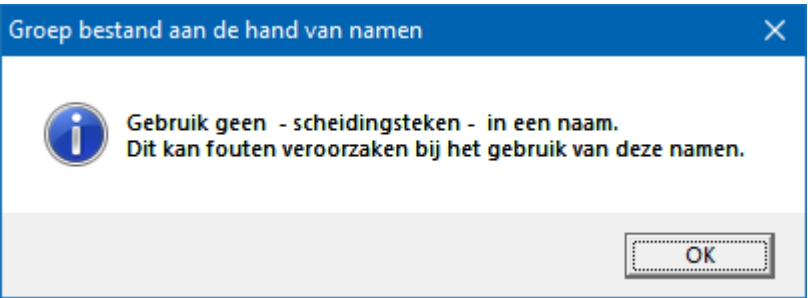 Groep bestand aan de hand van namen
Gebruik geen - scheidingsteken - in een naam.
Dit kan fouten veroorzaken bij het gebruik van deze namen.
OK